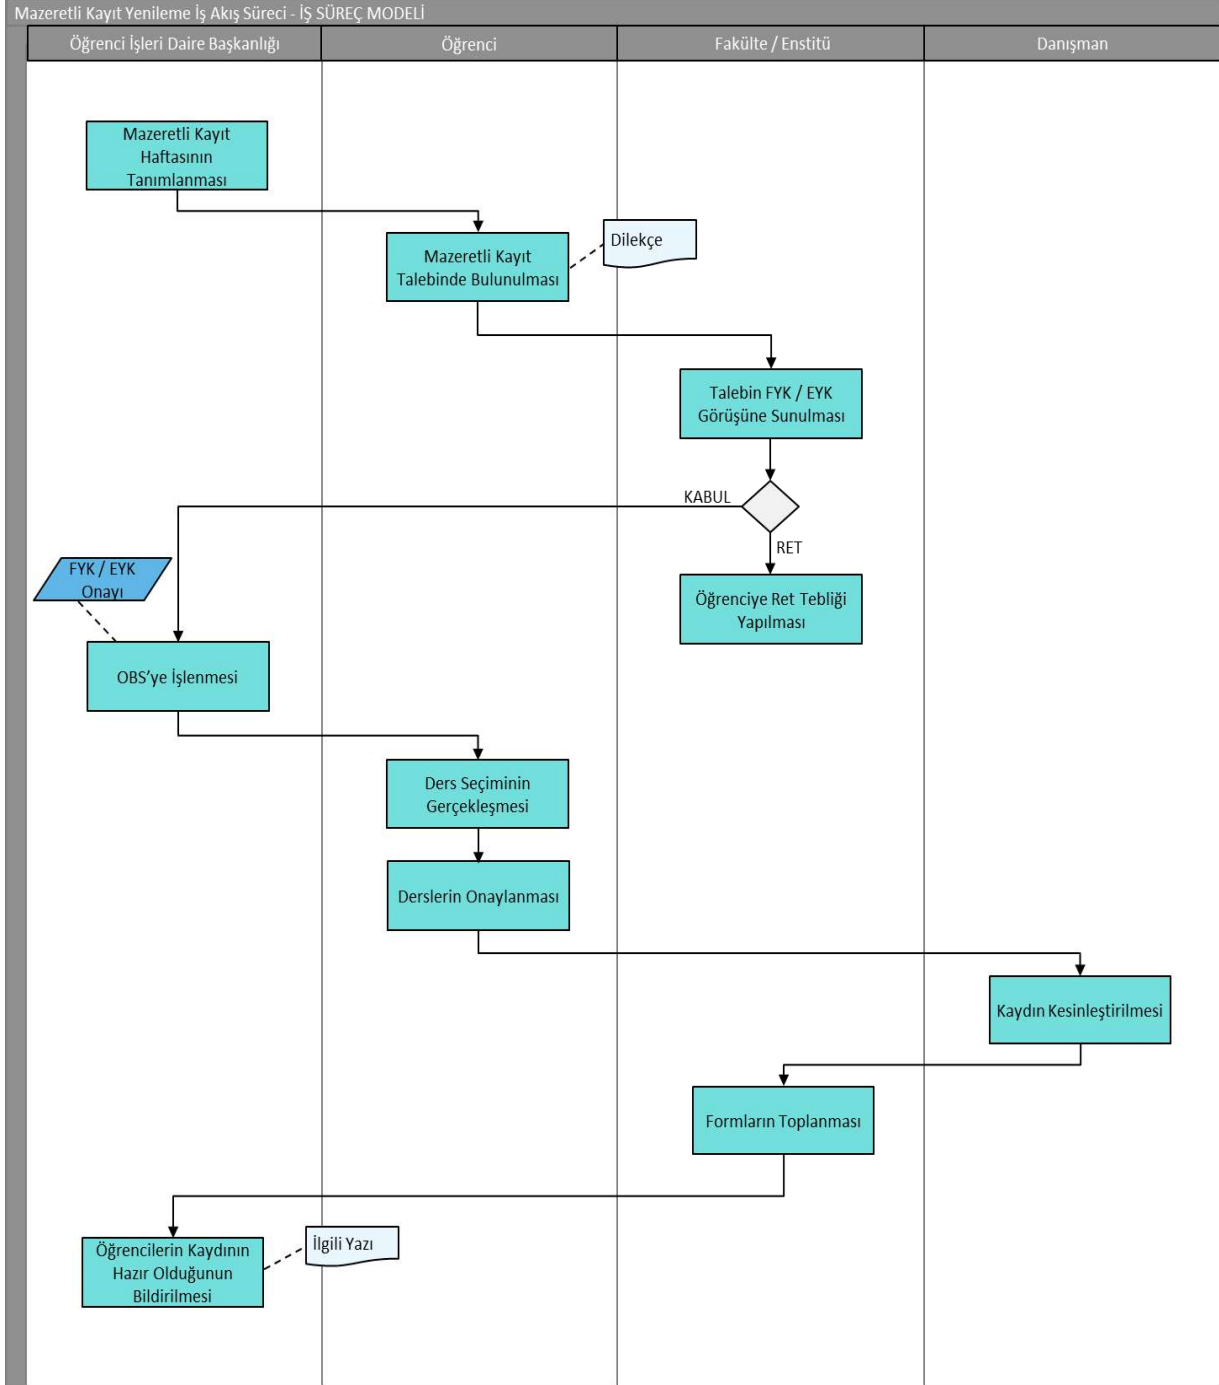 Mazeretli Kayıt Yenileme İş Akış Süreci - İŞ SÜREÇ MODELİ
Öğrenci İşleri Daire Başkanlığı
Öğrenci
Fakülte / Enstitü
Danışman
Mazeretli Kayıt
Haftasının
Tanımlanması
Mazeretli Kayıt
Talebinde Bulunulması
Dilekçe
Talebin FYK / EYK
Görüşüne Sunulması
KABUL
RET
Öğrenciye Ret Tebliği
Yapılması
FYK / EYK
Onayı
OBS’ye İşlenmesi
Ders Seçiminin
Gerçekleşmesi
Derslerin Onaylanması
Kaydın Kesinleştirilmesi
Formların Toplanması
Öğrencilerin Kaydının
Hazır Olduğunun
Bildirilmesi
İlgili Yazı